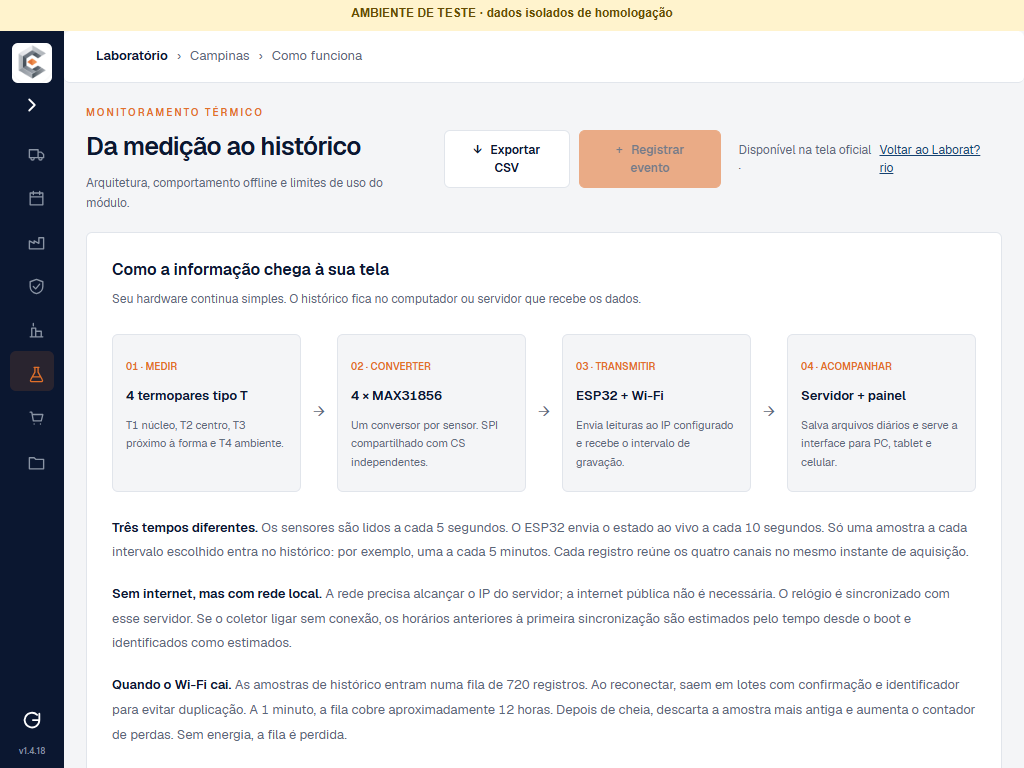 AMBIENTE DE TESTE · dados isolados de homologação
Laboratório › Campinas › Como funciona
MONITORAMENTO TÉRMICO
Da medição ao histórico
Arquitetura, comportamento offline e limites de uso do
módulo.
↓ Exportar
CSV
+ Registrar
evento
Disponível na tela oficial
.
Voltar ao Laborat?
rio
Como a informação chega à sua tela
Seu hardware continua simples. O histórico fica no computador ou servidor que recebe os dados.
01 · MEDIR
4 termopares tipo T
T1 núcleo, T2 centro, T3
próximo à forma e T4 ambiente.
→
02 · CONVERTER
4 × MAX31856
Um conversor por sensor. SPI
compartilhado com CS
independentes.
→
03 · TRANSMITIR
ESP32 + Wi-Fi
Envia leituras ao IP configurado
e recebe o intervalo de
gravação.
→
04 · ACOMPANHAR
Servidor + painel
Salva arquivos diários e serve a
interface para PC, tablet e
celular.
Três tempos diferentes. Os sensores são lidos a cada 5 segundos. O ESP32 envia o estado ao vivo a cada 10 segundos. Só uma amostra a cada
intervalo escolhido entra no histórico: por exemplo, uma a cada 5 minutos. Cada registro reúne os quatro canais no mesmo instante de aquisição.
Sem internet, mas com rede local. A rede precisa alcançar o IP do servidor; a internet pública não é necessária. O relógio é sincronizado com
esse servidor. Se o coletor ligar sem conexão, os horários anteriores à primeira sincronização são estimados pelo tempo desde o boot e
identificados como estimados.
Quando o Wi-Fi cai. As amostras de histórico entram numa fila de 720 registros. Ao reconectar, saem em lotes com confirmação e identificador
para evitar duplicação. A 1 minuto, a fila cobre aproximadamente 12 horas. Depois de cheia, descarta a amostra mais antiga e aumenta o contador
de perdas. Sem energia, a fila é perdida.
v1.4.18